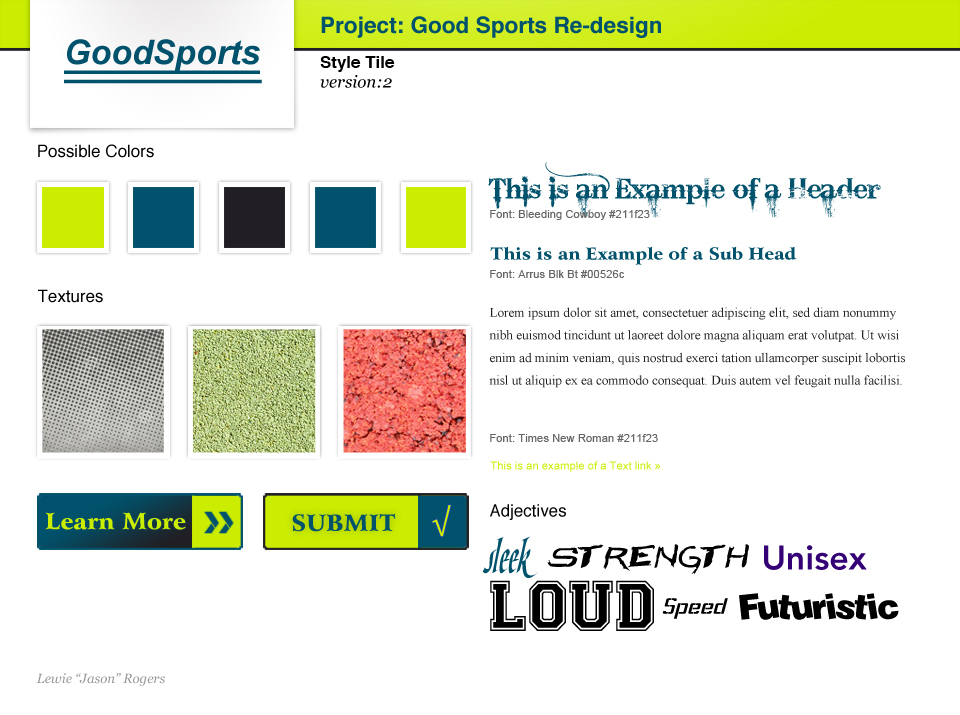 GoodSports
Project: Good Sports Re-design
Style Tile
version:2
Possible Colors
Textures
Learn More »
SUBMIT √
This is an Example of a Header
Font: Bleeding Cowboy #211f23
This is an Example of a Sub Head
Font: Arrus Blk Bt #00526c
Lorem ipsum dolor sit amet, consectetuer adipiscing elit, sed diam nonummy
nibh euismod tincidunt ut laoreet dolore magna aliquam erat volutpat. Ut wisi
enim ad minim veniam, quis nostrud exerci tation ullamcorper suscipit lobortis
nisl ut aliquip ex ea commodo consequat. Duis autem vel feugait nulla facilisi.
Font: Times New Roman #211f23
This is an example of a Text link »
Adjectives
sleek STRENGTH Unisex
LOUD Speed Futuristic
Lewie “Jason” Rogers